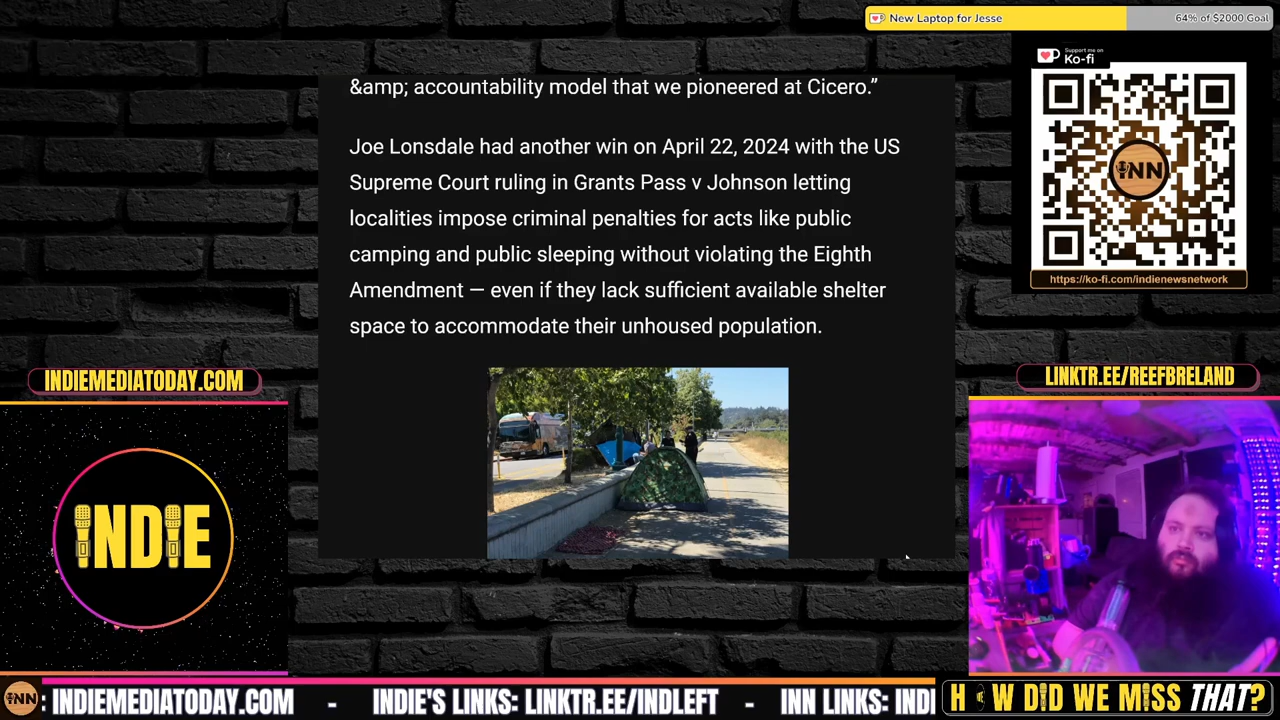 New Laptop for Jesse
64% of $2000 Goal
Support me on
Ko-fi
iNN
https://ko-fi.com/indienewsnetwork
&amp; accountability model that we pioneered at Cicero.”
Joe Lonsdale had another win on April 22, 2024 with the US
Supreme Court ruling in Grants Pass v Johnson letting
localities impose criminal penalties for acts like public
camping and public sleeping without violating the Eighth
Amendment — even if they lack sufficient available shelter
space to accommodate their unhoused population.
INDIEMEDIATODAY.COM
LINKTR.EE/REEFBRELAND
iNDiE
iNN
: INDIEMEDIATODAY.COM - INDIE'S LINKS: LINKTR.EE/INDLEFT - INN LINKS: INDI
HOW DiD WE MiSS THAT?